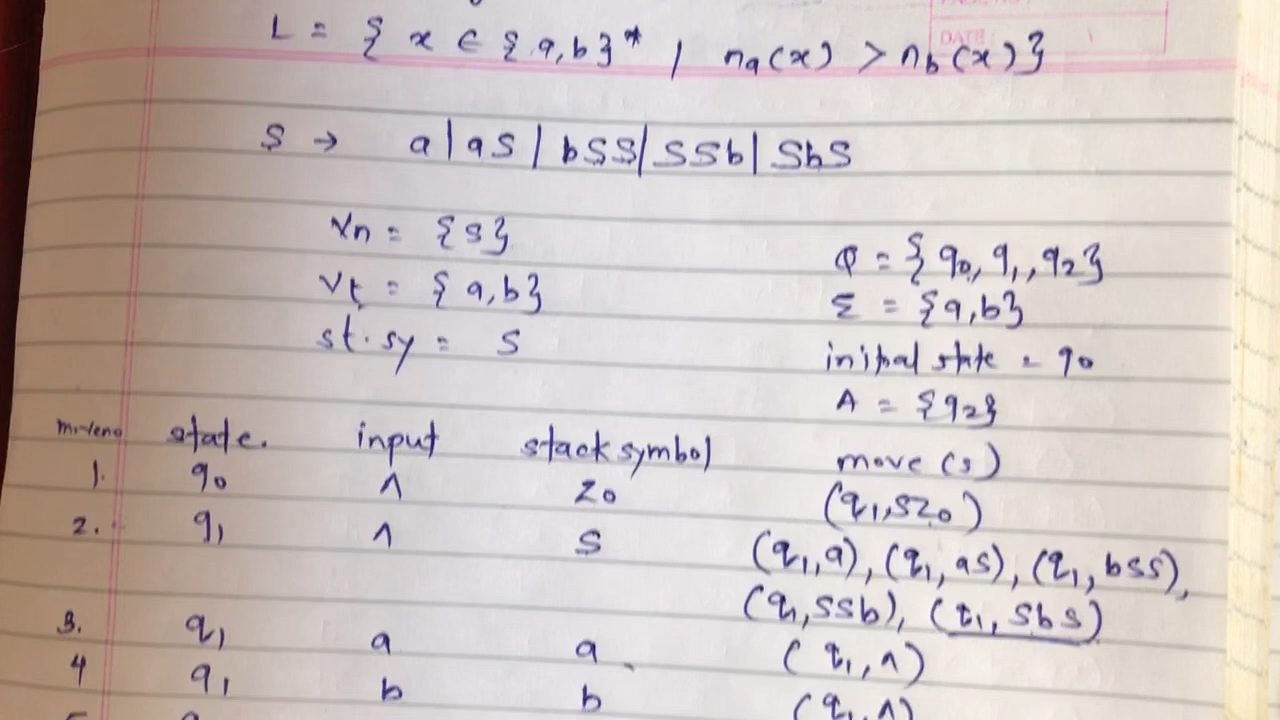 L = { x ∈ {a,b}* | na(x) > nb(x)}
DATE:
S → a|aS|bSS|SSb|SbS
Vn = {S}
Vt = {a,b}
st.sy = S
Q = {q0,q1,q2}
Σ = {a,b}
initial state = q0
A = {q2}
state. input stack symbol move(s)
1. q0 ∧ Z0 (q1,SZ0)
2. q1 ∧ S (q1,a),(q1,aS),(q1,bSS),
(q1,SSb),(q1,SbS)
3. q1 a a (q1,∧)
4 q1 b b (q1,∧)